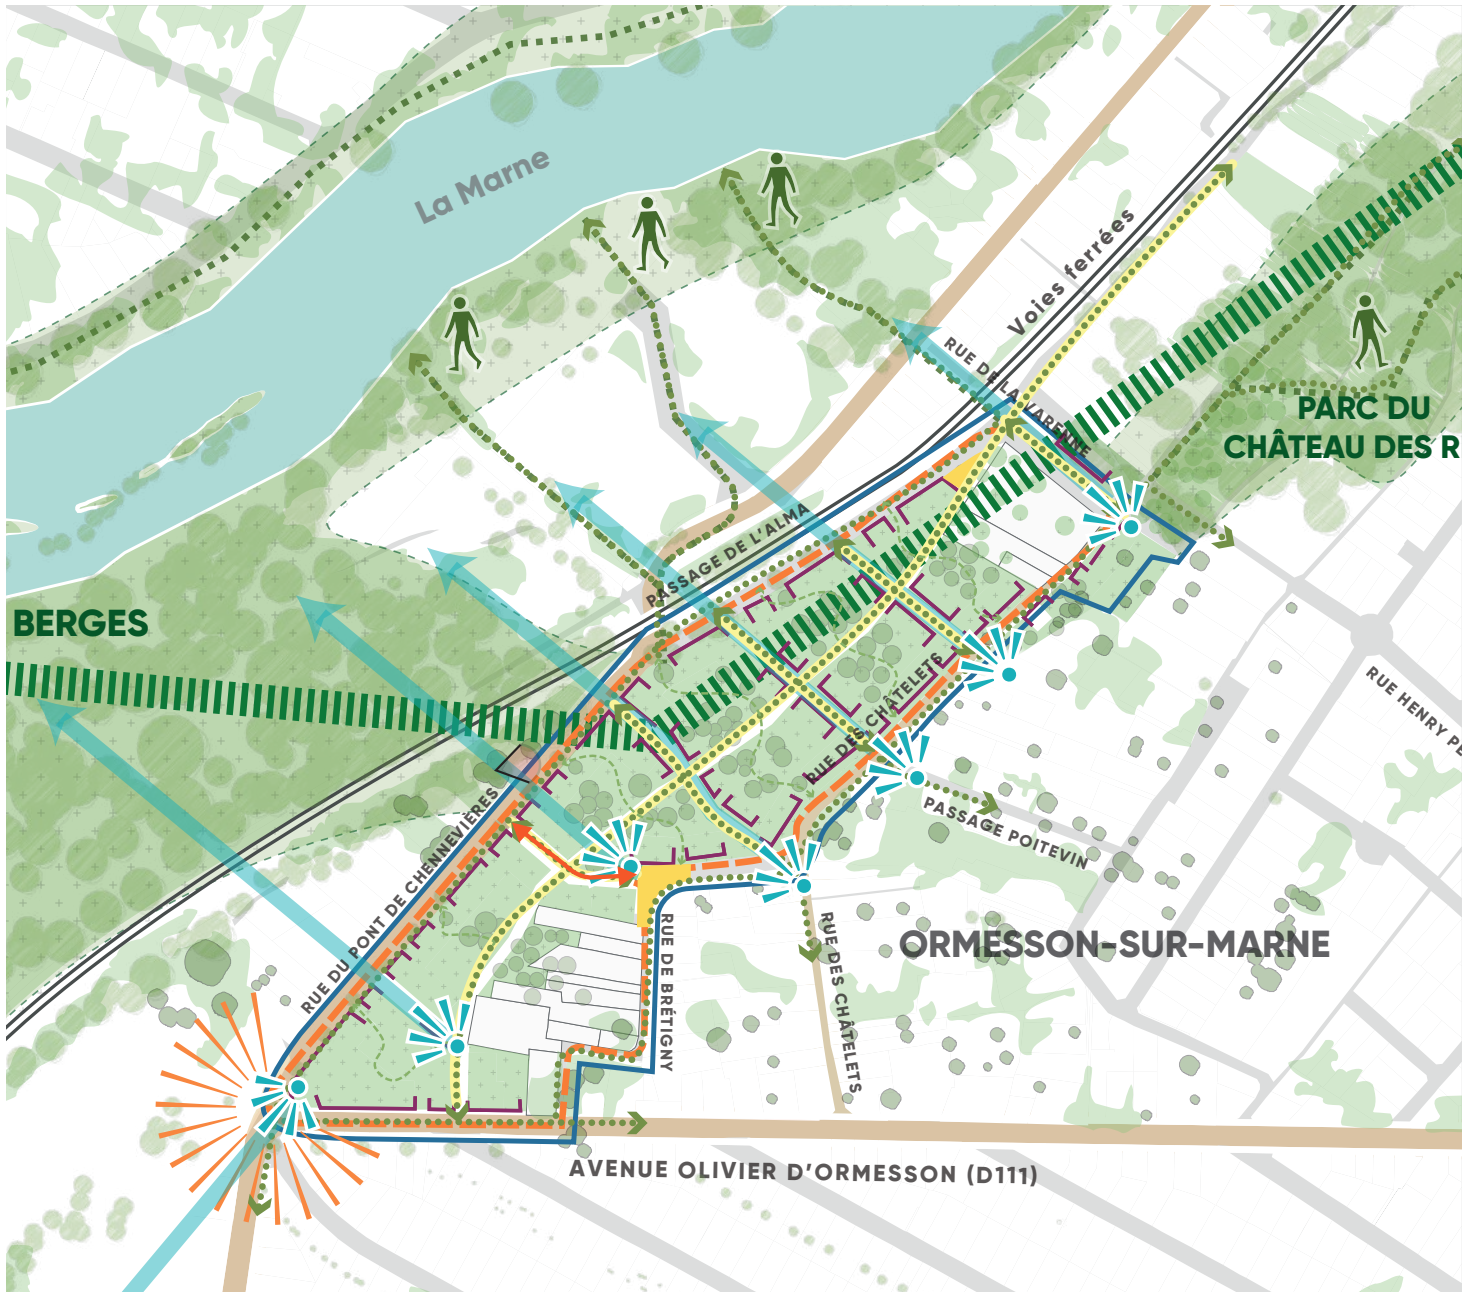 La Marne
Voies ferrées
RUE DE LA VARENNE
PARC DU
CHÂTEAU DES R
PASSAGE DE L'ALMA
BERGES
RUE HENRY PE
RUE DES CHÂTELETS
RUE DU PONT DE CHENNEVIÈRES
PASSAGE POITEVIN
RUE DE BRÉTIGNY
RUE DES CHÂTELETS
ORMESSON-SUR-MARNE
AVENUE OLIVIER D'ORMESSON (D111)